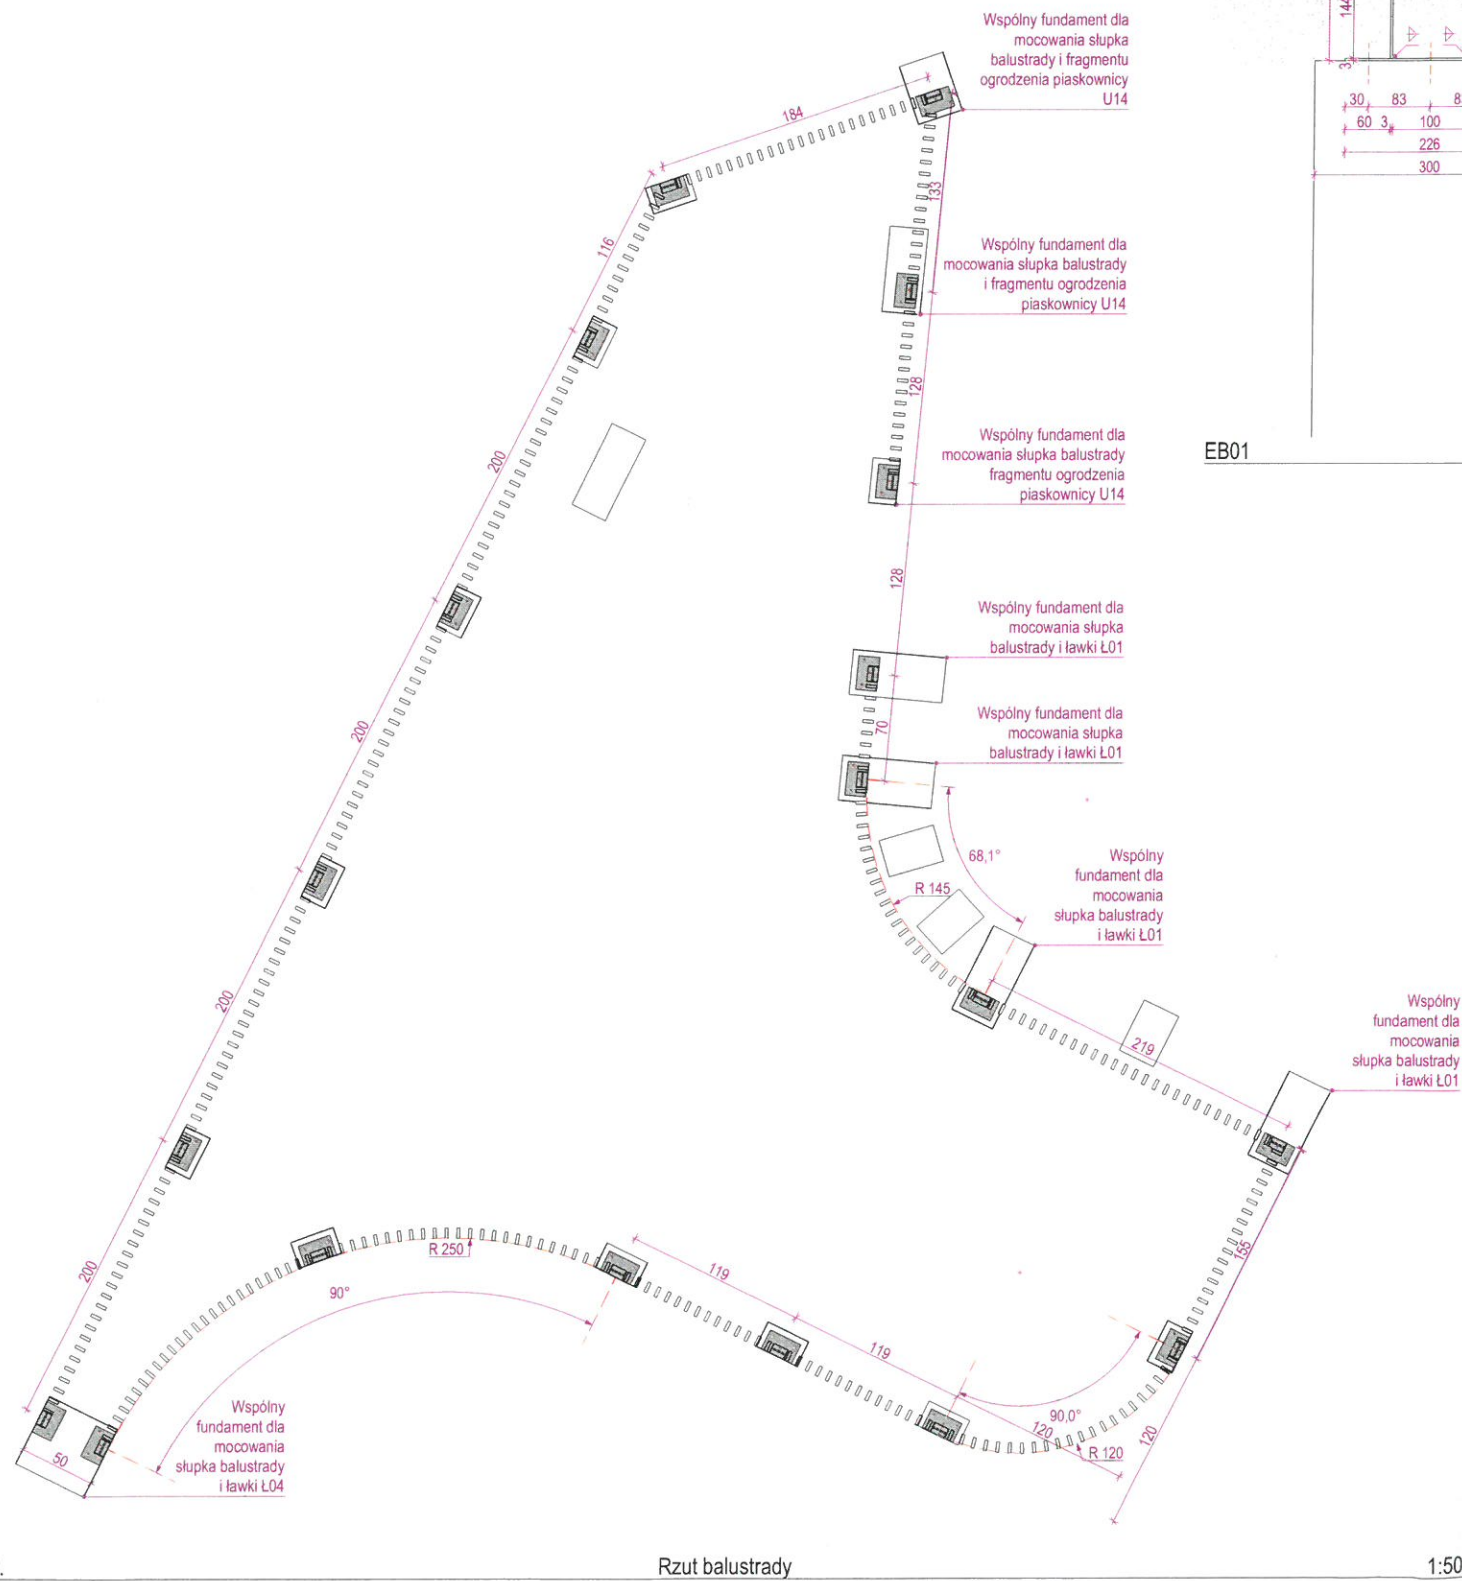 Wspólny fundament dla
mocowania słupka
balustrady i fragmentu
ogrodzenia piaskownicy
U14
144
3
30 83
60 3 100
226
300
184
133
116
Wspólny fundament dla
mocowania słupka balustrady
i fragmentu ogrodzenia
piaskownicy U14
128
200
Wspólny fundament dla
mocowania słupka balustrady
fragmentu ogrodzenia
piaskownicy U14
EB01
128
Wspólny fundament dla
mocowania słupka
balustrady i ławki Ł01
200
70
Wspólny fundament dla
mocowania słupka
balustrady i ławki Ł01
68,1°
R 145
Wspólny
fundament dla
mocowania
słupka balustrady
i ławki Ł01
200
219
Wspólny
fundament dla
mocowania
słupka balustrady
i ławki Ł01
200
R 250
90°
119
119
155
90,0°
120
R 120
120
Wspólny
fundament dla
mocowania
słupka balustrady
i ławki Ł04
50
Rzut balustrady
1:50